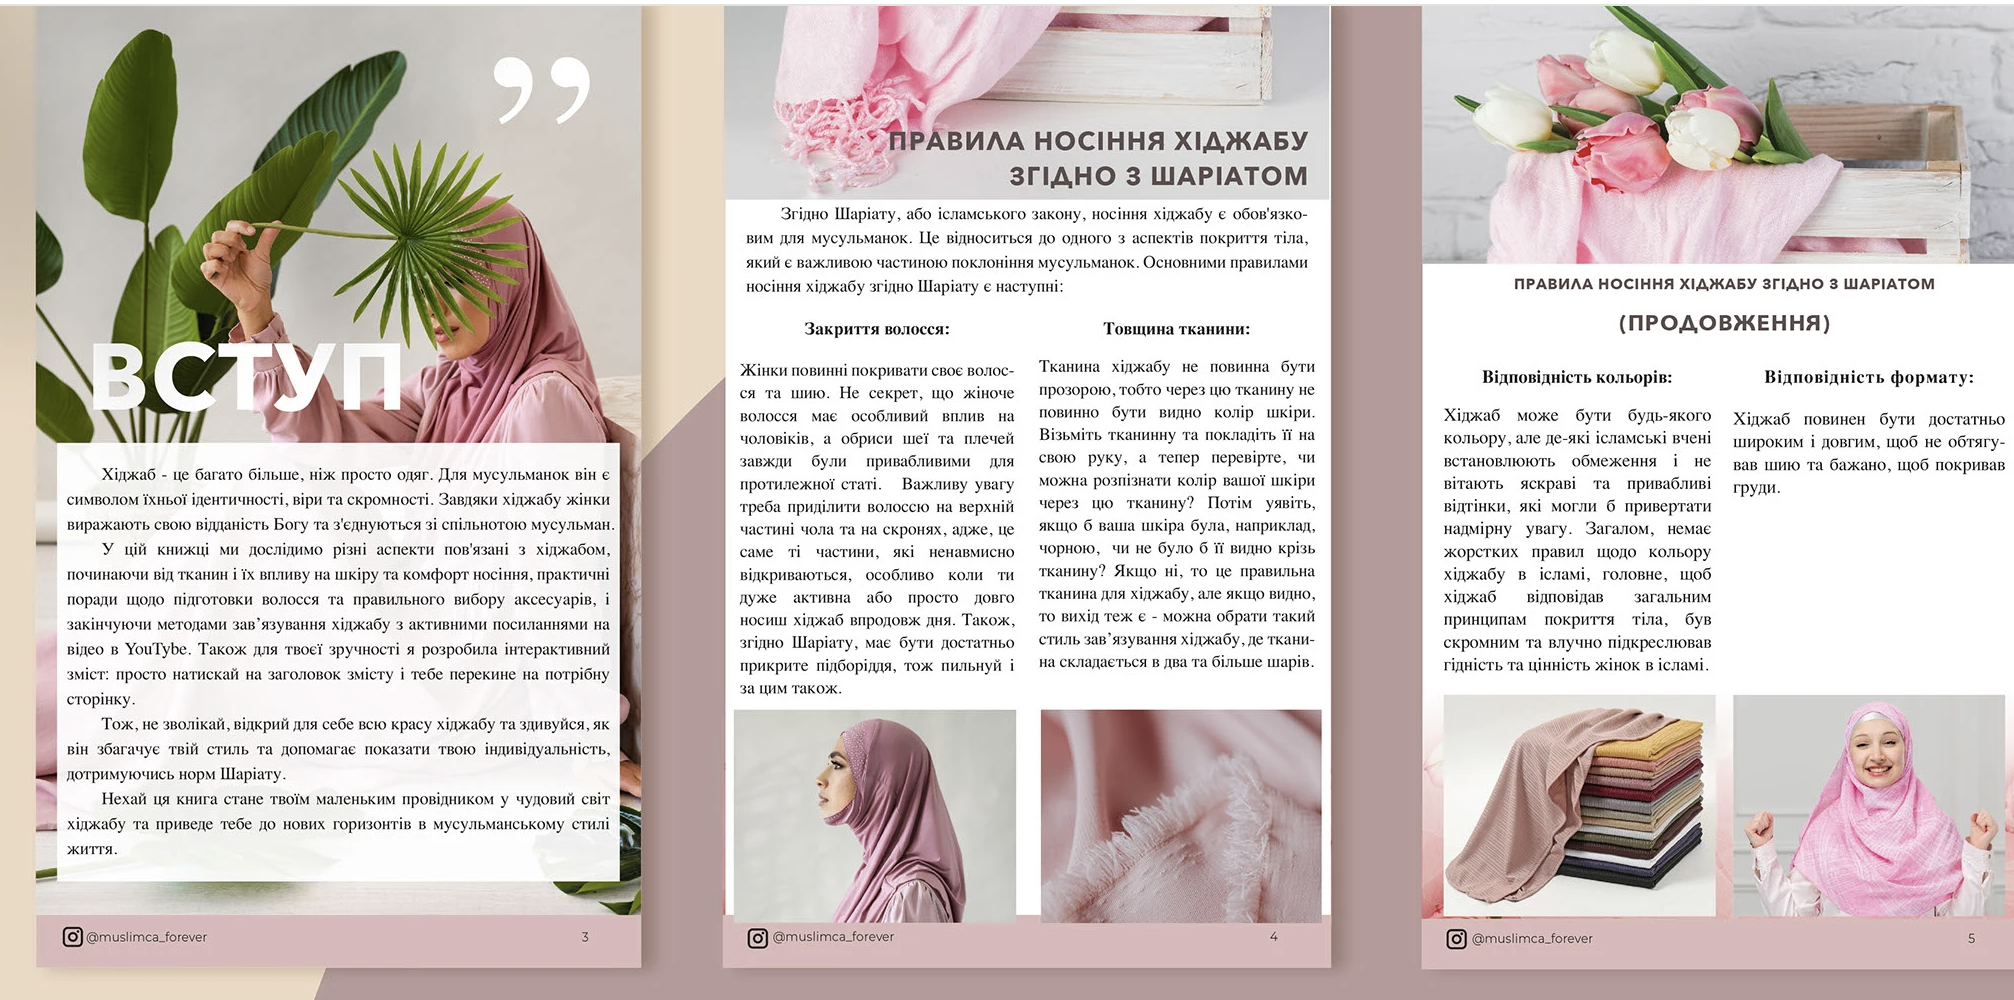 ”
ВСТУП
Хіджаб - це багато більше, ніж просто одяг. Для мусульманок він є
символом їхньої ідентичності, віри та скромності. Завдяки хіджабу жінки
виражають свою відданість Богу та з'єднуються зі спільнотою мусульман.
У цій книжці ми дослідимо різні аспекти пов'язані з хіджабом,
починаючи від тканин і їх впливу на шкіру та комфорт носіння, практичні
поради щодо підготовки волосся та правильного вибору аксесуарів, і
закінчуючи методами зав’язування хіджабу з активними посиланнями на
відео в YouTybe. Також для твоєї зручності я розробила інтерактивний
зміст: просто натискай на заголовок змісту і тебе перекине на потрібну
сторінку.
Тож, не зволікай, відкрий для себе всю красу хіджабу та здивуйся, як
він збагачує твій стиль та допомагає показати твою індивідуальність,
дотримуючись норм Шаріату.
Нехай ця книга стане твоїм маленьким провідником у чудовий світ
хіджабу та приведе тебе до нових горизонтів в мусульманському стилі
життя.
@muslimca_forever
3
ПРАВИЛА НОСІННЯ ХІДЖАБУ
ЗГІДНО З ШАРІАТОМ
Згідно Шаріату, або ісламського закону, носіння хіджабу є обов'язко-
вим для мусульманок. Це відноситься до одного з аспектів покриття тіла,
який є важливою частиною поклоніння мусульманок. Основними правилами
носіння хіджабу згідно Шаріату є наступні:
Закриття волосся:
Жінки повинні покривати своє волос-
ся та шию. Не секрет, що жіноче
волосся має особливий вплив на
чоловіків, а обриси шеї та плечей
завжди були привабливими для
протилежної статі. Важливу увагу
треба приділити волоссю на верхній
частині чола та на скронях, адже, це
саме ті частини, які ненавмисно
відкриваються, особливо коли ти
дуже активна або просто довго
носиш хіджаб впродовж дня. Також,
згідно Шаріату, має бути достатньо
прикрите підборіддя, тож пильнуй і
за цим також.
Товщина тканини:
Тканина хіджабу не повинна бути
прозорою, тобто через цю тканину не
повинно бути видно колір шкіри.
Візьміть тканинну та покладіть її на
свою руку, а тепер перевірте, чи
можна розпізнати колір вашої шкіри
через цю тканину? Потім уявіть,
якщо б ваша шкіра була, наприклад,
чорною, чи не було б її видно крізь
тканину? Якщо ні, то це правильна
тканина для хіджабу, але якщо видно,
то вихід теж є - можна обрати такий
стиль зав’язування хіджабу, де ткани-
на складається в два та більше шарів.
@muslimca_forever
4
ПРАВИЛА НОСІННЯ ХІДЖАБУ ЗГІДНО З ШАРІАТОМ
(ПРОДОВЖЕННЯ)
Відповідність кольорів:
Хіджаб може бути будь-якого
кольору, але де-які ісламські вчені
встановлюють обмеження і не
вітають яскраві та привабливі
відтінки, які могли б привертати
надмірну увагу. Загалом, немає
жорстких правил щодо кольору
хіджабу в ісламі, головне, щоб
хіджаб відповідав загальним
принципам покриття тіла, був
скромним та влучно підкреслював
гідність та цінність жінок в ісламі.
Відповідність формату:
Хіджаб повинен бути достатньо
широким і довгим, щоб не обтягу-
вав шию та бажано, щоб покривав
груди.
@muslimca_forever
5